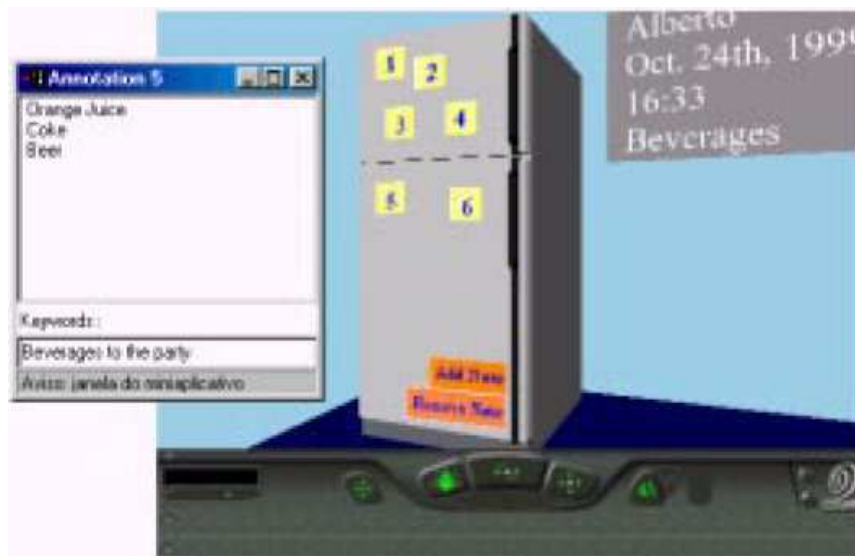 Annotation 5
Orange Juice
Coke
Beer
Keywords:
Beverages to the party
Aviso: janela do miniaplicativo
1
2
3
4
5
6
Add Note
Remove Note
Alberto
Oct. 24th, 1999
16:33
Beverages